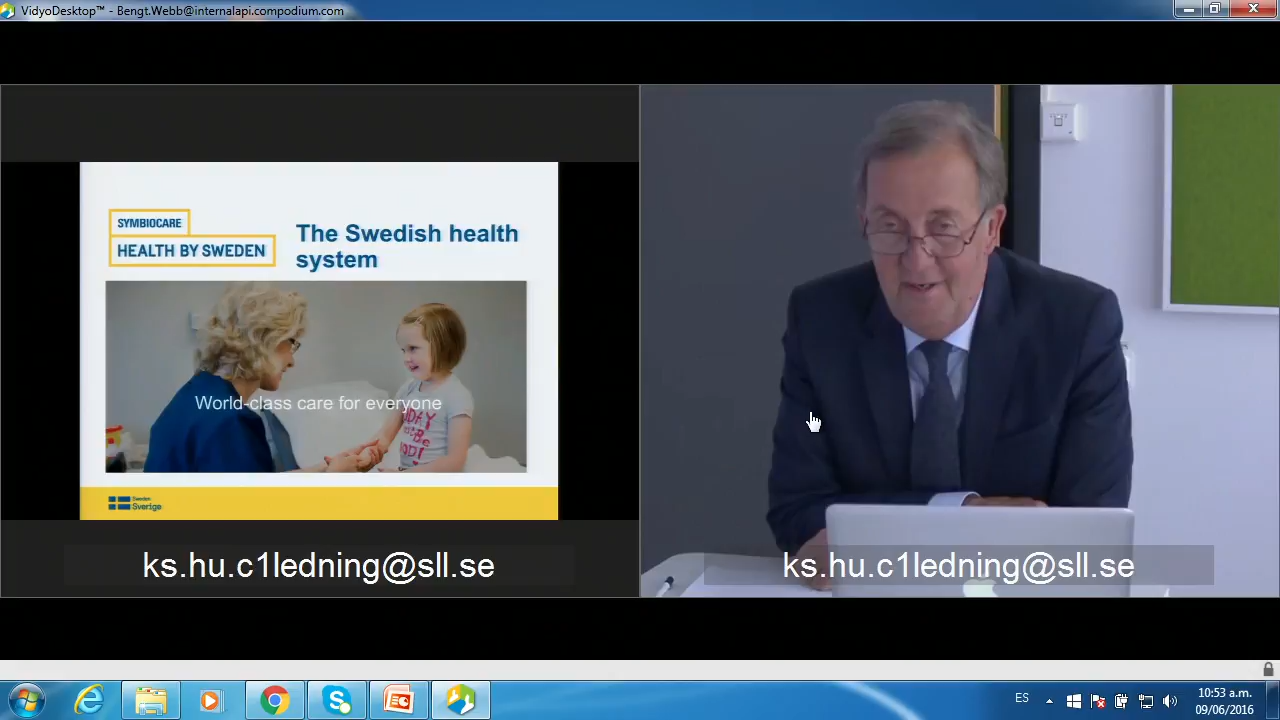 VidyoDesktop™ - Bengt.Webb@internalapi.compodium.com
SYMBIOCARE
HEALTH BY SWEDEN
The Swedish health
system
World-class care for everyone
Sweden
Sverige
ks.hu.c1ledning@sll.se
ks.hu.c1ledning@sll.se
ES
10:53 a.m.
09/06/2016